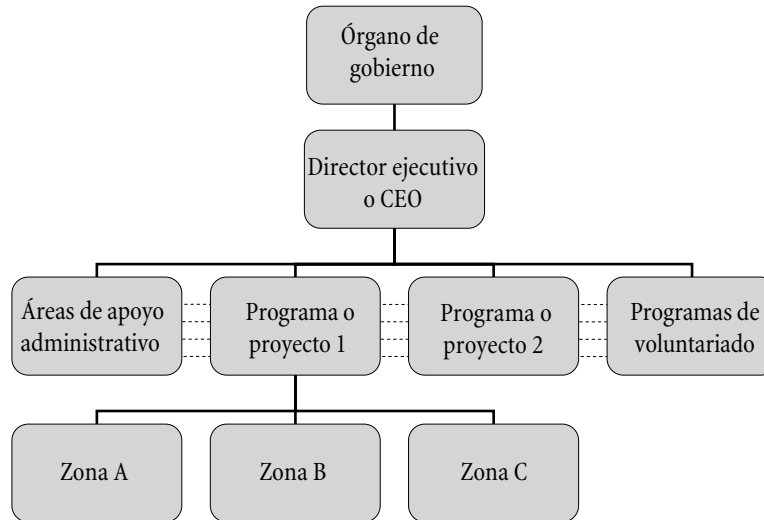 Órgano de
gobierno
Director ejecutivo
o CEO
Áreas de apoyo
administrativo
Programa o
proyecto 1
Programa o
proyecto 2
Programas de
voluntariado
Zona A
Zona B
Zona C